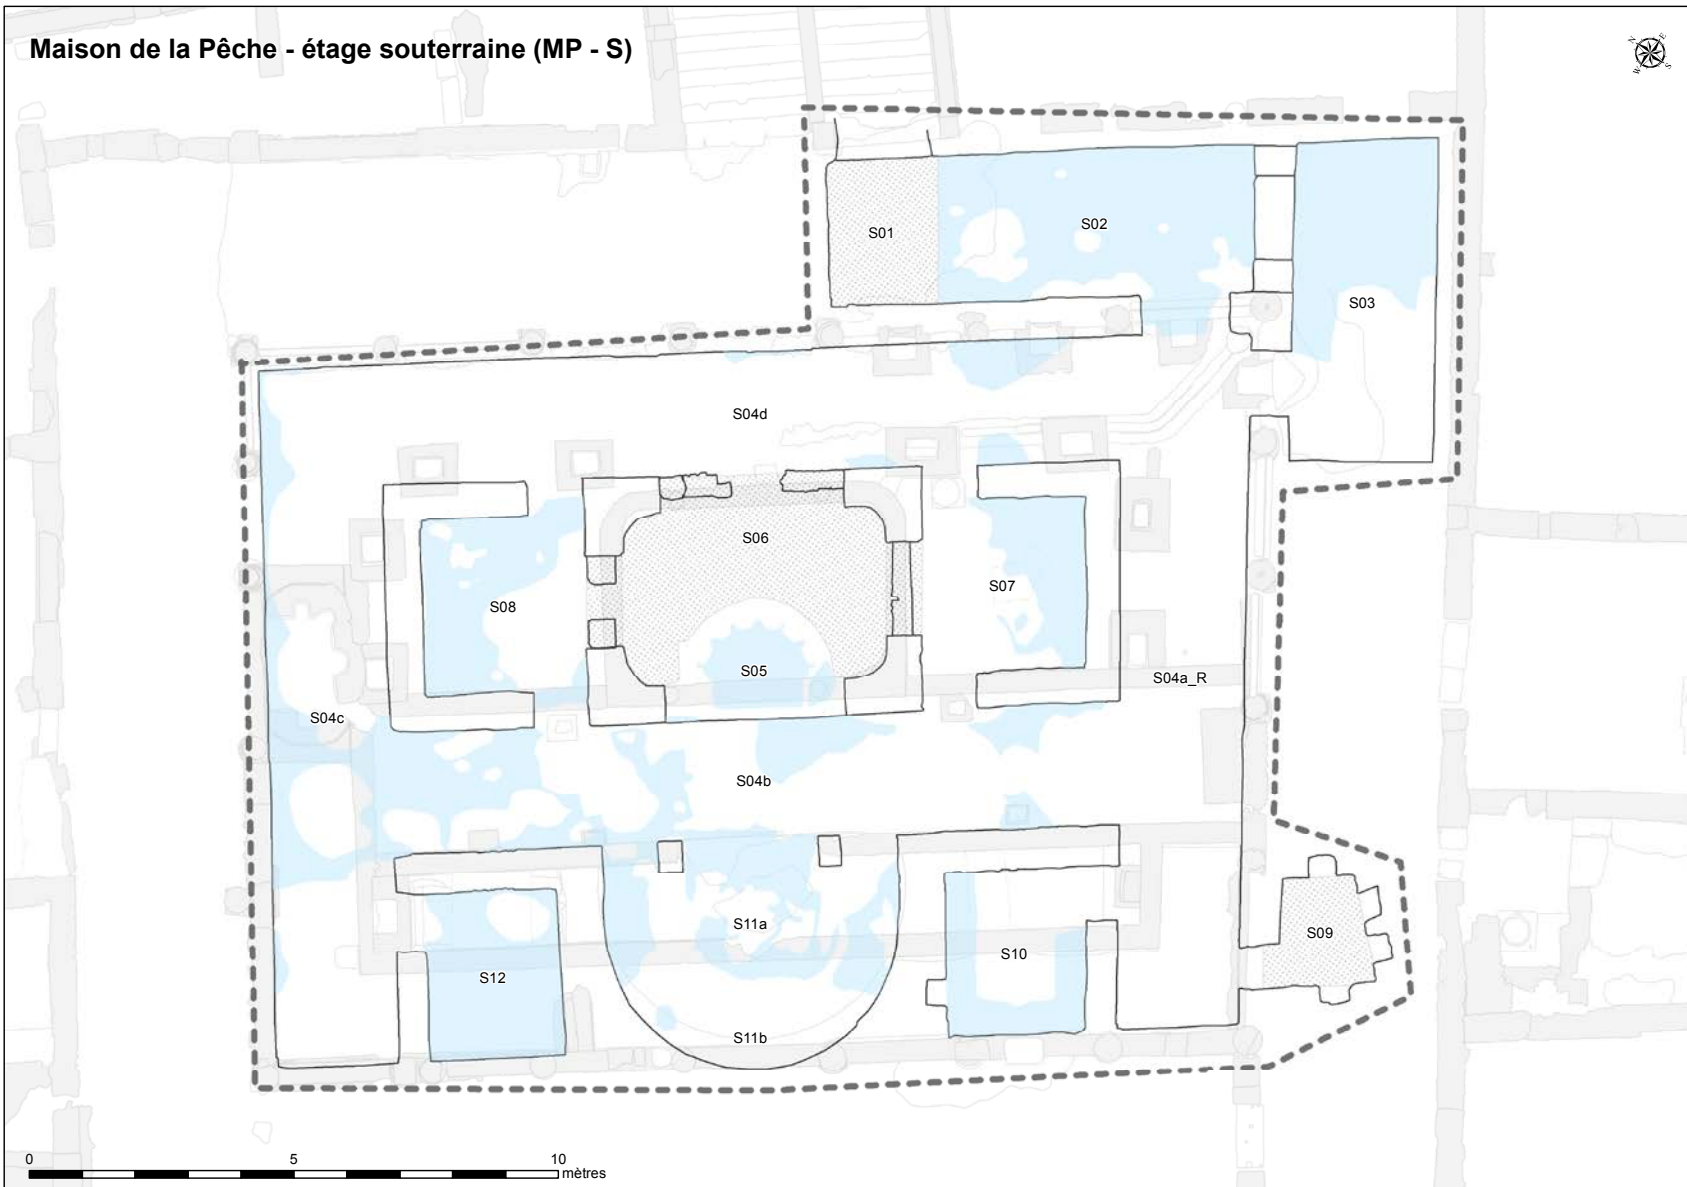 Maison de la Pêche - étage souterraine (MP - S)
N
E
W
S
S01
S02
S03
S04d
S06
S08
S07
S05
S04a_R
S04c
S04b
S11a
S09
S10
S12
S11b
0 5 10
mètres